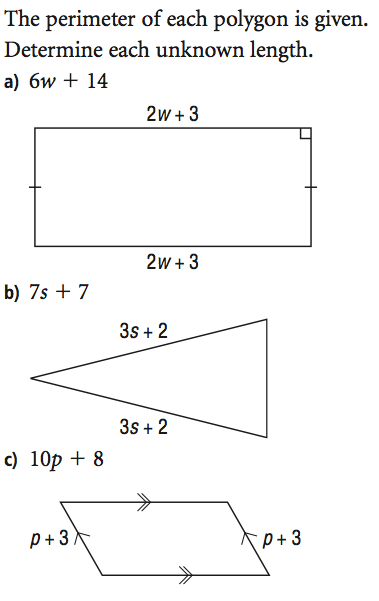 The perimeter of each polygon is given.
Determine each unknown length.
a) 6w + 14
2w + 3
2w + 3
b) 7s + 7
3s + 2
3s + 2
c) 10p + 8
p + 3
p + 3